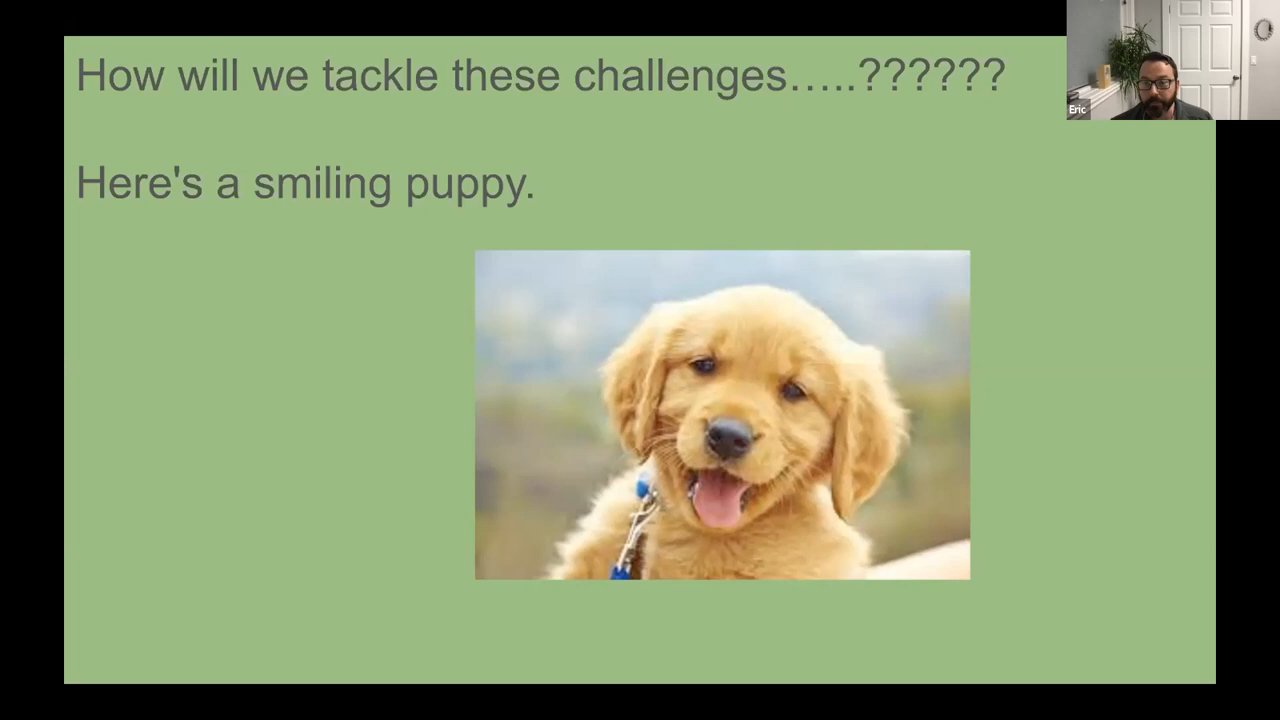 How will we tackle these challenges…..??????
Here's a smiling puppy.
Eric